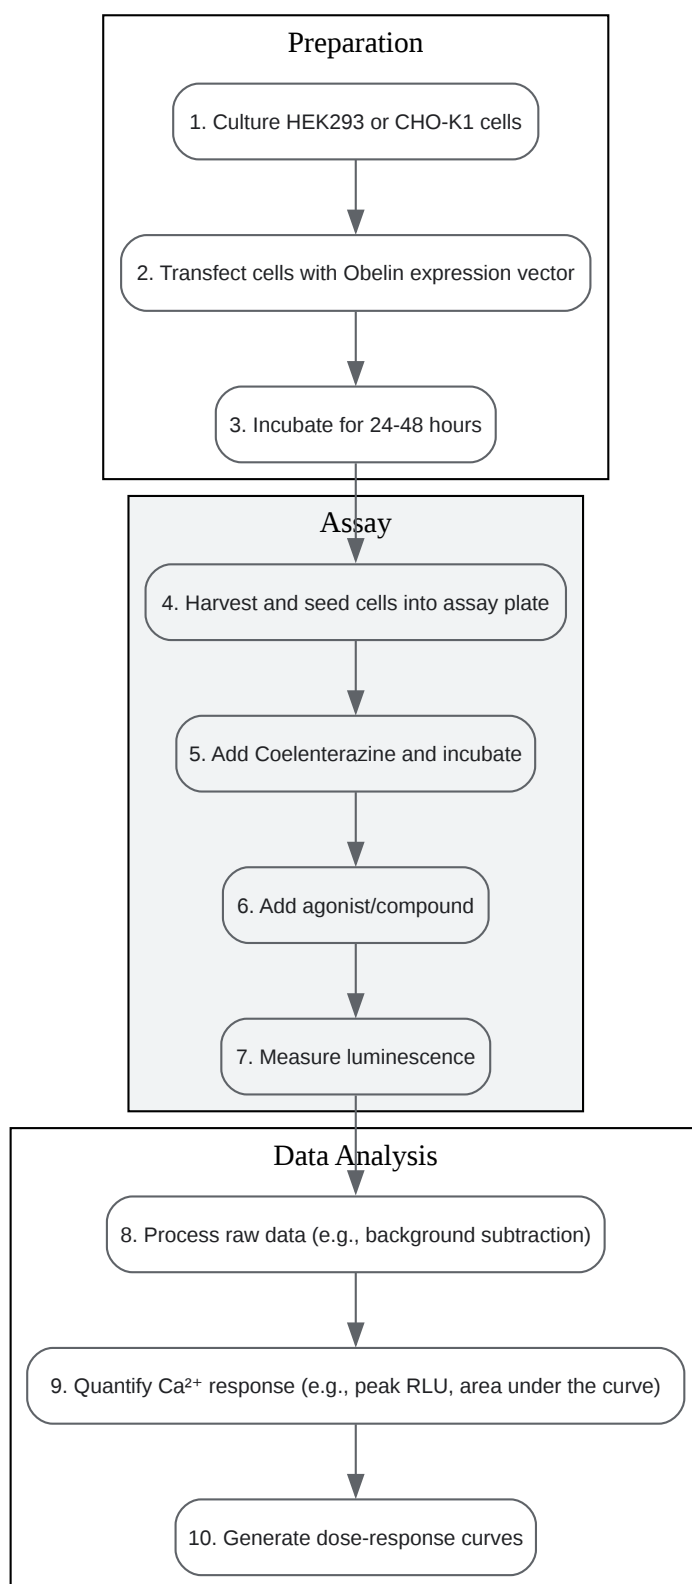 Preparation
1. Culture HEK293 or CHO-K1 cells
2. Transfect cells with Obelin expression vector
3. Incubate for 24-48 hours
Assay
4. Harvest and seed cells into assay plate
5. Add Coelenterazine and incubate
6. Add agonist/compound
7. Measure luminescence
Data Analysis
8. Process raw data (e.g., background subtraction)
9. Quantify Ca²⁺ response (e.g., peak RLU, area under the curve)
10. Generate dose-response curves